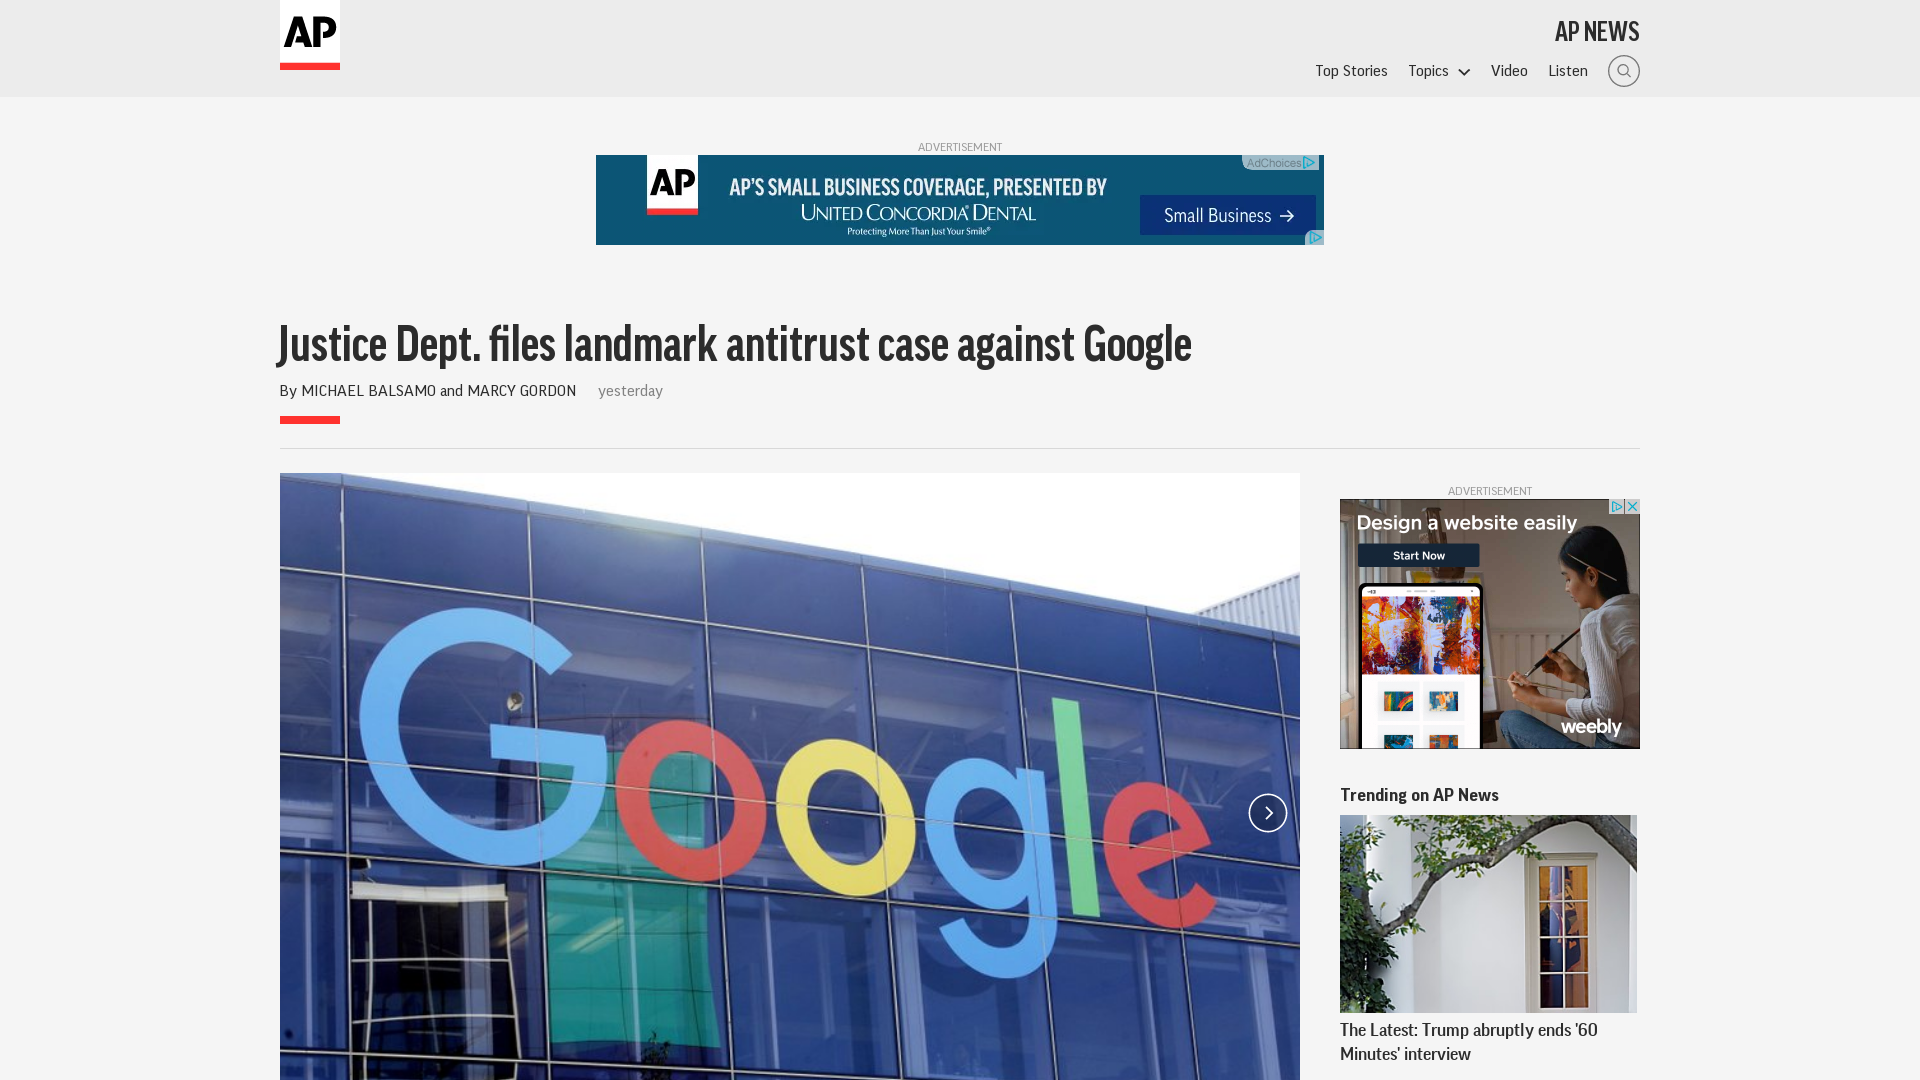 AP
AP NEWS
Top Stories
Topics
Video
Listen
ADVERTISEMENT
AdChoices
AP
AP'S SMALL BUSINESS COVERAGE, PRESENTED BY
UNITED CONCORDIA® DENTAL
Protecting More Than Just Your Smile®
Small Business →
Justice Dept. files landmark antitrust case against Google
By MICHAEL BALSAMO and MARCY GORDON
yesterday
Google
ADVERTISEMENT
Design a website easily
Start Now
weebly
Trending on AP News
The Latest: Trump abruptly ends '60
Minutes' interview